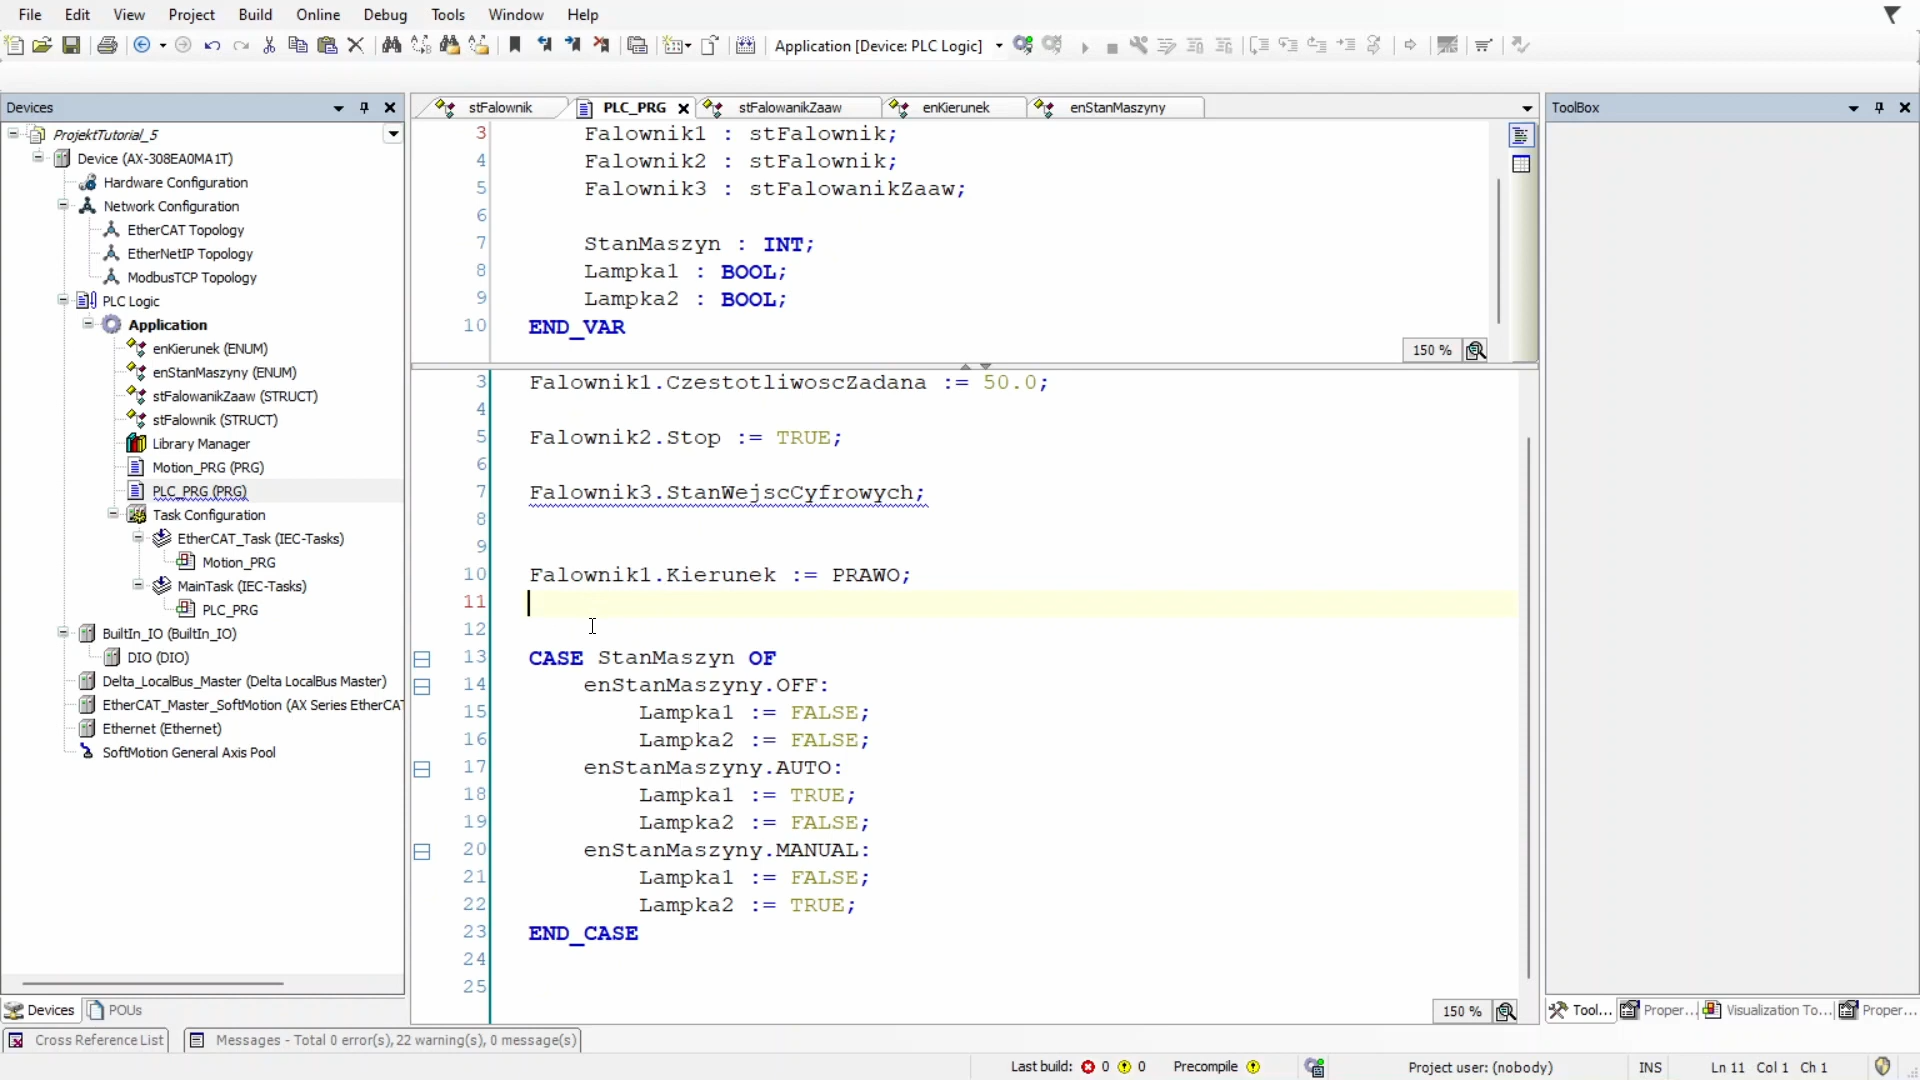 File Edit View Project Build Online Debug Tools Window Help
Application [Device: PLC Logic]
Devices
ProjektTutorial_5
Device (AX-308EA0MA1T)
Hardware Configuration
Network Configuration
EtherCAT Topology
EtherNetIP Topology
ModbusTCP Topology
PLC Logic
Application
enKierunek (ENUM)
enStanMaszyny (ENUM)
stFalowanikZaaw (STRUCT)
stFalownik (STRUCT)
Library Manager
Motion_PRG (PRG)
PLC_PRG (PRG)
Task Configuration
EtherCAT_Task (IEC-Tasks)
Motion_PRG
MainTask (IEC-Tasks)
PLC_PRG
BuiltIn_IO (BuiltIn_IO)
DIO (DIO)
Delta_LocalBus_Master (Delta LocalBus Master)
EtherCAT_Master_SoftMotion (AX Series EtherCAT
Ethernet (Ethernet)
SoftMotion General Axis Pool
Devices POUs
stFalownik PLC_PRG stFalowanikZaaw enKierunek enStanMaszyny
3 Falownik1 : stFalownik;
4 Falownik2 : stFalownik;
5 Falownik3 : stFalowanikZaaw;
6
7 StanMaszyn : INT;
8 Lampka1 : BOOL;
9 Lampka2 : BOOL;
10 END_VAR
150 %
3 Falownik1.CzestotliwoscZadana := 50.0;
4
5 Falownik2.Stop := TRUE;
6
7 Falownik3.StanWejscCyfrowych;
8
9
10 Falownik1.Kierunek := PRAWO;
11
12
13 CASE StanMaszyn OF
14 enStanMaszyny.OFF:
15 Lampka1 := FALSE;
16 Lampka2 := FALSE;
17 enStanMaszyny.AUTO:
18 Lampka1 := TRUE;
19 Lampka2 := FALSE;
20 enStanMaszyny.MANUAL:
21 Lampka1 := FALSE;
22 Lampka2 := TRUE;
23 END_CASE
24
25
150 %
ToolBox
Tool... Proper... Visualization To... Proper...
Cross Reference List Messages - Total 0 error(s), 22 warning(s), 0 message(s)
Last build: 0 0 Precompile Project user: (nobody) INS Ln 11 Col 1 Ch 1